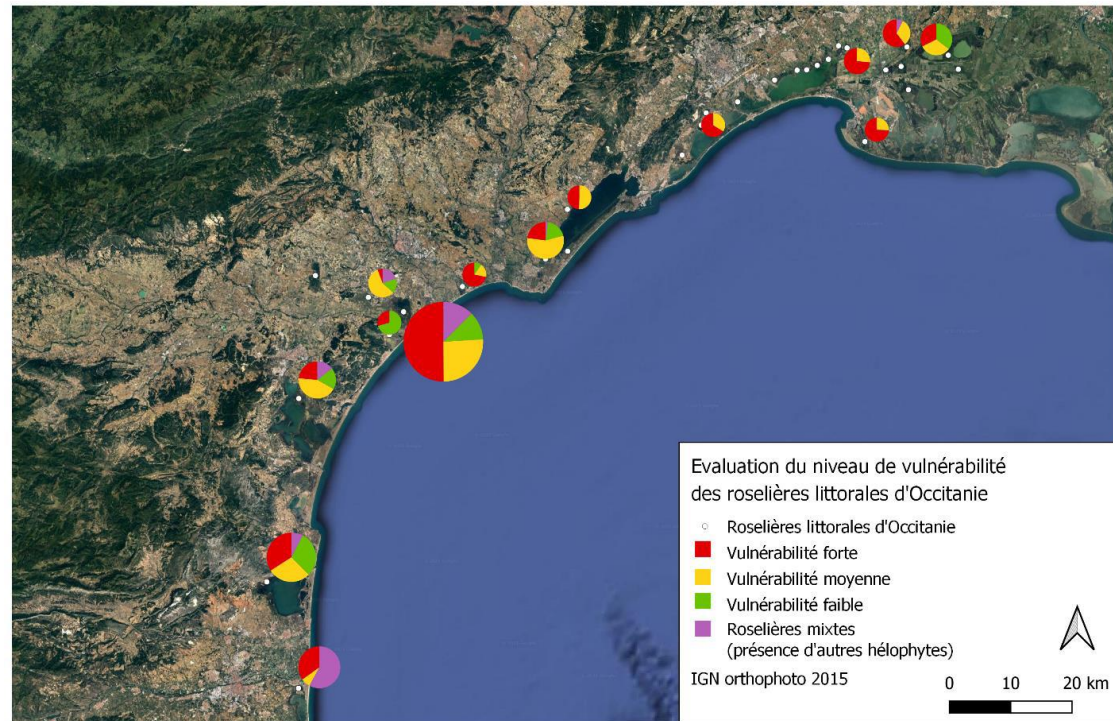 Evaluation du niveau de vulnérabilité
des roselières littorales d'Occitanie
Roselières littorales d'Occitanie
Vulnérabilité forte
Vulnérabilité moyenne
Vulnérabilité faible
Roselières mixtes
(présence d'autres hélophytes)
IGN orthophoto 2015
0 10 20 km